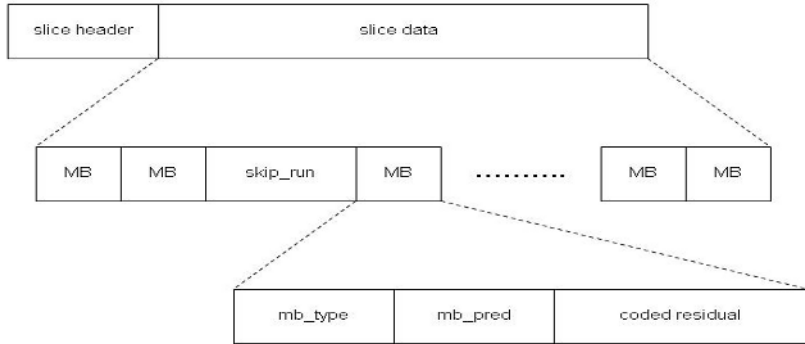 slice header slice data
MB MB skip_run MB .......... MB MB
mb_type mb_pred coded residual